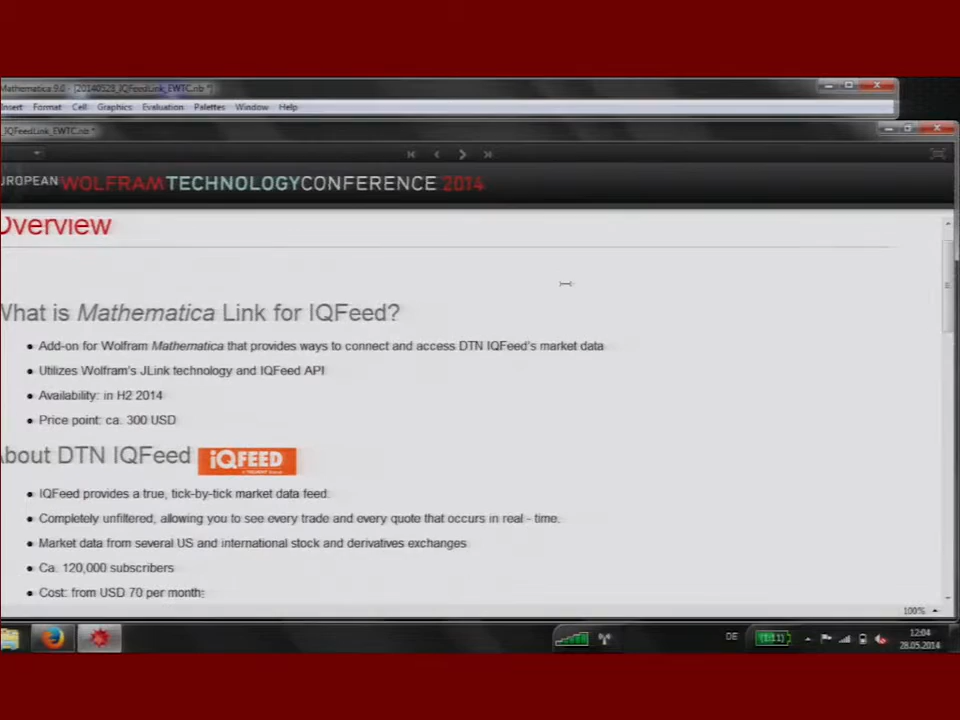 Mathematica 9.0 - [20140528_IQFeedLink_EWTC.nb *]
Insert Format Cell Graphics Evaluation Palettes Window Help
_IQFeedLink_EWTC.nb *
UROPEAN WOLFRAMTECHNOLOGYCONFERENCE 2014
Overview
What is Mathematica Link for IQFeed?
• Add-on for Wolfram Mathematica that provides ways to connect and access DTN IQFeed's market data
• Utilizes Wolfram's JLink technology and IQFeed API
• Availability: in H2 2014
• Price point: ca. 300 USD
About DTN IQFeed iQFEED
• IQFeed provides a true, tick-by-tick market data feed.
• Completely unfiltered, allowing you to see every trade and every quote that occurs in real - time.
• Market data from several US and international stock and derivatives exchanges
• Ca. 120,000 subscribers
• Cost: from USD 70 per month;
100%
DE (1:11) 12:04
28.05.2014